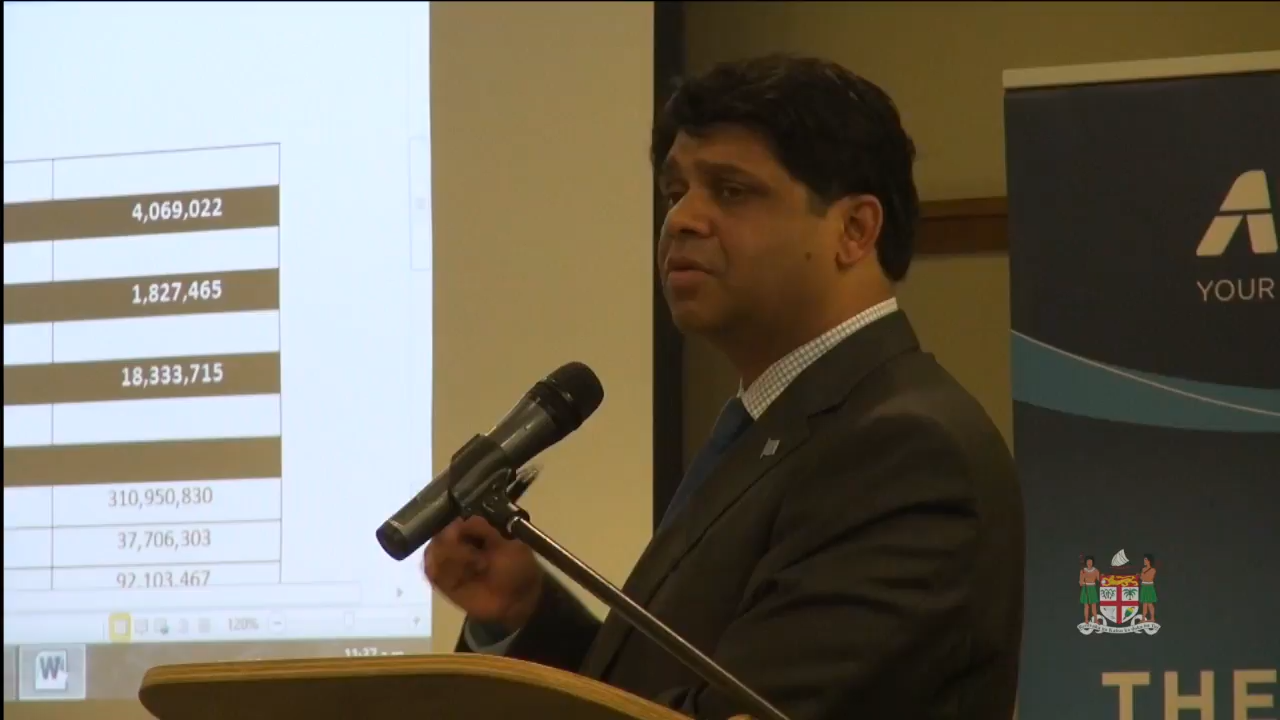 4,069,022
1,827,465
18,333,715
310,950,830
37,706,303
92,103,467
120%
W
A
YOUR
THE